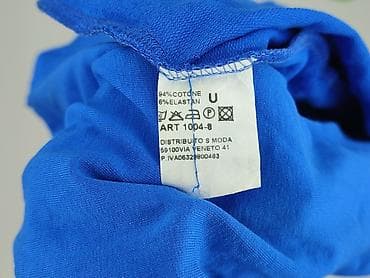 94%COTONE
6%ELASTAN U
ART 1004-8
DISTRIBUITO S MODA
59100VIA VENETO 41
P.IVA06329800483